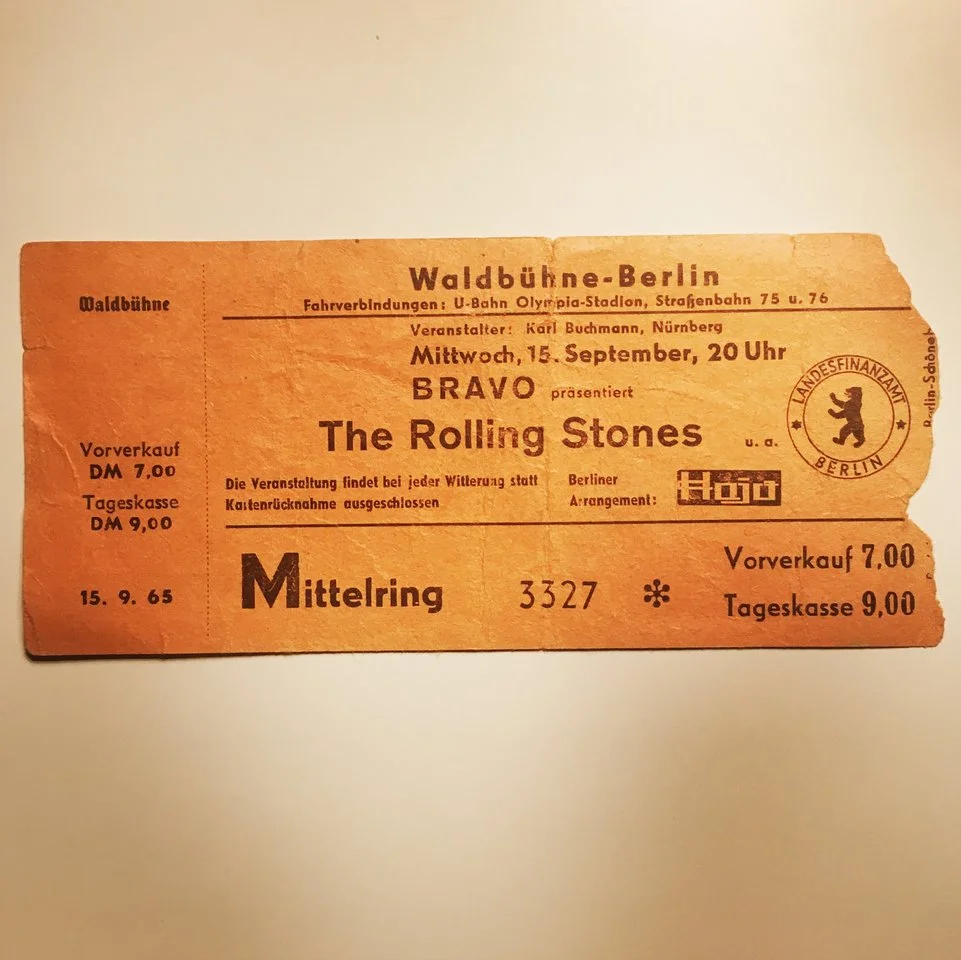 Waldbühne
Vorverkauf
DM 7,00
Tageskasse
DM 9,00
15. 9. 65
Waldbühne-Berlin
Fahrverbindungen: U-Bahn Olympia-Stadion, Straßenbahn 75 u. 76
Veranstalter: Karl Buchmann, Nürnberg
Mittwoch, 15. September, 20 Uhr
BRAVO präsentiert
The Rolling Stones u. a.
Die Veranstaltung findet bei jeder Witterung statt
Kartenrücknahme ausgeschlossen
Berliner
Arrangement: Hojo
LANDESFINANZAMT
BERLIN
Berlin-Schöneb
Mittelring 3327 *
Vorverkauf 7,00
Tageskasse 9,00